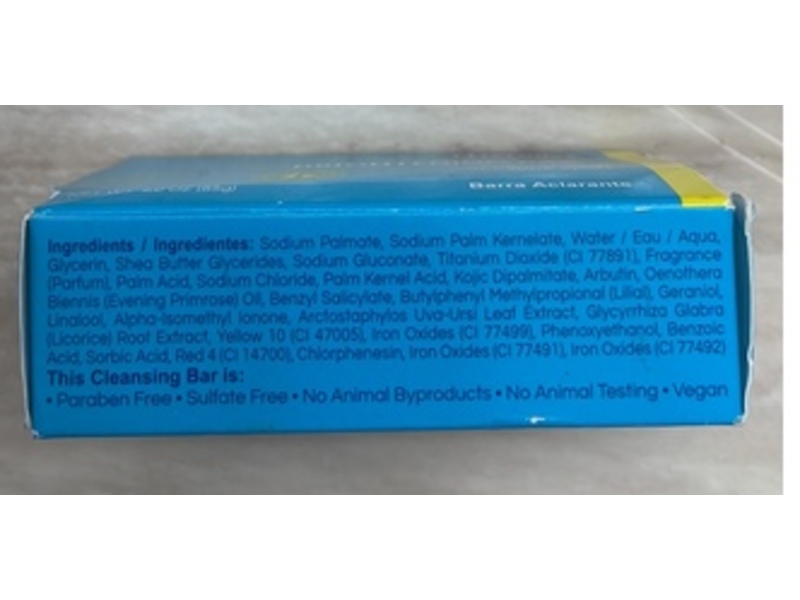 Barra Aclarante
Ingredients / Ingredientes: Sodium Palmate, Sodium Palm Kernelate, Water / Eau / Aqua,
Glycerin, Shea Butter Glycerides, Sodium Gluconate, Titanium Dioxide (CI 77891), Fragrance
(Parfum), Palm Acid, Sodium Chloride, Palm Kernel Acid, Kojic Dipalmitate, Arbutin, Oenothera
Biennis (Evening Primrose) Oil, Benzyl Salicylate, Butylphenyl Methylpropional (Lilial), Geraniol,
Linalool, Alpha-Isomethyl Ionone, Arctostaphylos Uva-Ursi Leaf Extract, Glycyrrhiza Glabra
(Licorice) Root Extract, Yellow 10 (CI 47005), Iron Oxides (CI 77499), Phenoxyethanol, Benzoic
Acid, Sorbic Acid, Red 4 (CI 14700), Chlorphenesin, Iron Oxides (CI 77491), Iron Oxides (CI 77492)
This Cleansing Bar is:
• Paraben Free • Sulfate Free • No Animal Byproducts • No Animal Testing • Vegan